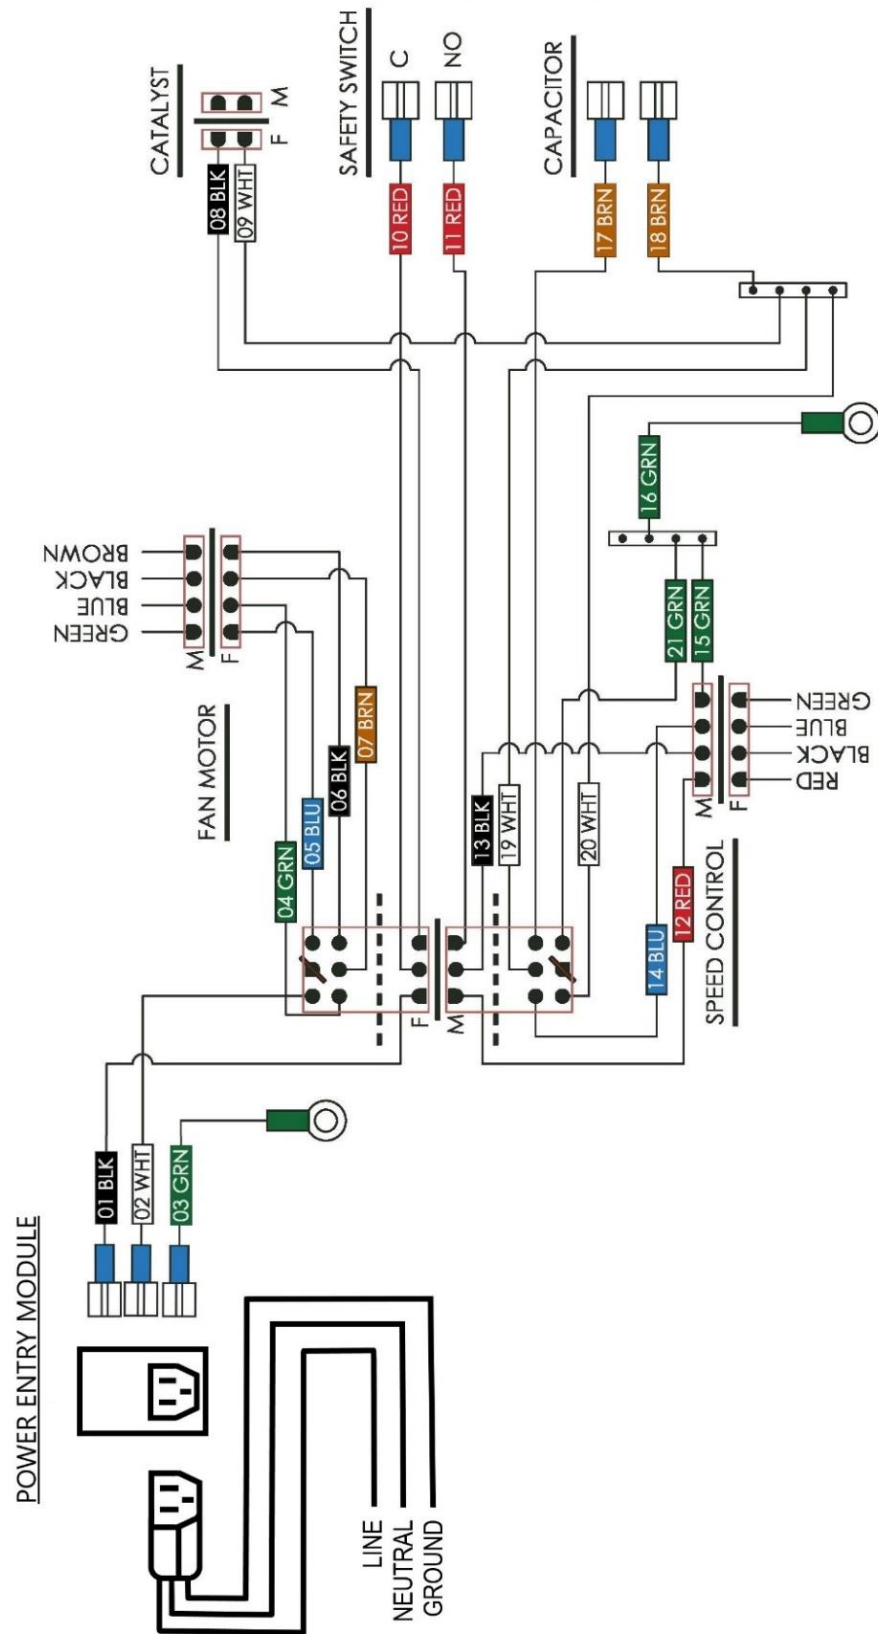 POWER ENTRY MODULE
LINE
NEUTRAL
GROUND
01 BLK
02 WHT
03 GRN
FAN MOTOR
04 GRN
05 BLU
06 BLK
07 BRN
GREEN
BLUE
BLACK
BROWN
M
F
CATALYST
08 BLK
09 WHT
F
M
SAFETY SWITCH
10 RED
C
11 RED
NO
CAPACITOR
17 BRN
18 BRN
F
M
13 BLK
19 WHT
20 WHT
14 BLU
12 RED
SPEED CONTROL
M
F
RED
BLACK
BLUE
GREEN
21 GRN
15 GRN
16 GRN